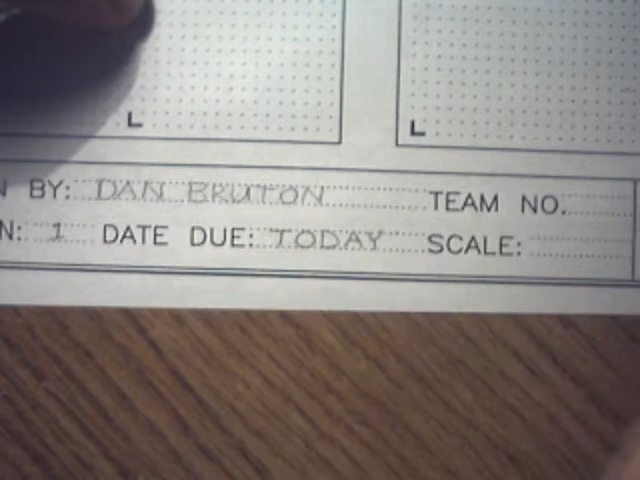 L L
N BY: DAN BRUTON TEAM NO.
N: 1 DATE DUE: TODAY SCALE: